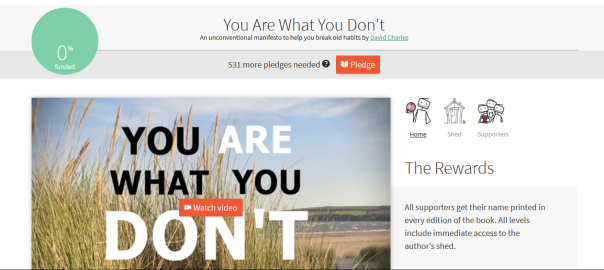 You Are What You Don't
An unconventional manifesto to help you break old habits by David Charles
0%
funded
531 more pledges needed ?
Pledge
YOU ARE
WHAT YOU
DON'T
Watch video
Home Shed Supporters
The Rewards
All supporters get their name printed in
every edition of the book. All levels
include immediate access to the
author's shed.